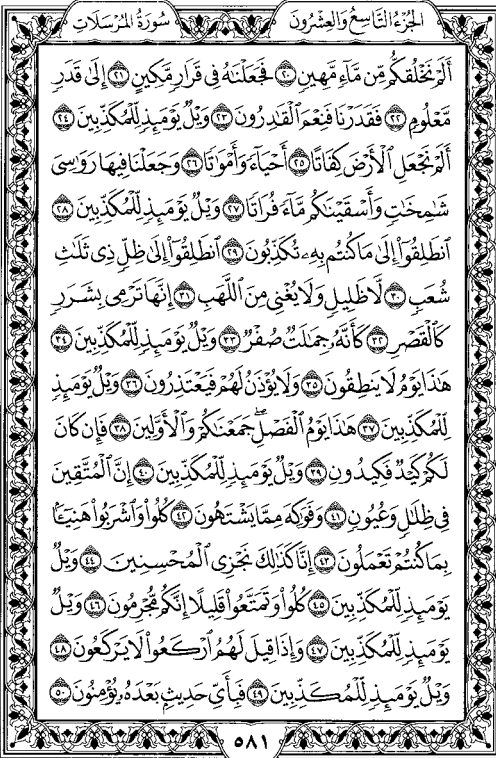 الجُزءُ التَّاسِعُ وَالعِشْرُونَ سُورَةُ المُرْسَلَاتِ
أَلَمْ نَخْلُقكُّم مِّن مَّآءٍ مَّهِينٍ ٢٠ فَجَعَلْنَٰهُ فِى قَرَارٍ مَّكِينٍ ٢١ إِلَىٰ قَدَرٍ
مَّعْلُومٍ ٢٢ فَقَدَرْنَا فَنِعْمَ ٱلْقَٰدِرُونَ ٢٣ وَيْلٌ يَوْمَئِذٍ لِّلْمُكَذِّبِينَ ٢٤
أَلَمْ نَجْعَلِ ٱلْأَرْضَ كِفَاتًا ٢٥ أَحْيَآءً وَأَمْوَٰتًا ٢٦ وَجَعَلْنَا فِيهَا رَوَٰسِىَ
شَٰمِخَٰتٍ وَأَسْقَيْنَٰكُم مَّآءً فُرَاتًا ٢٧ وَيْلٌ يَوْمَئِذٍ لِّلْمُكَذِّبِينَ ٢٨
ٱنطَلِقُوٓا۟ إِلَىٰ مَا كُنتُم بِهِۦ تُكَذِّبُونَ ٢٩ ٱنطَلِقُوٓا۟ إِلَىٰ ظِلٍّ ذِى ثَلَٰثِ
شُعَبٍ ٣٠ لَّا ظَلِيلٍ وَلَا يُغْنِى مِنَ ٱللَّهَبِ ٣١ إِنَّهَا تَرْمِى بِشَرَرٍ
كَٱلْقَصْرِ ٣٢ كَأَنَّهُۥ جِمَٰلَتٌ صُفْرٌ ٣٣ وَيْلٌ يَوْمَئِذٍ لِّلْمُكَذِّبِينَ ٣٤
هَٰذَا يَوْمُ لَا يَنطِقُونَ ٣٥ وَلَا يُؤْذَنُ لَهُمْ فَيَعْتَذِرُونَ ٣٦ وَيْلٌ يَوْمَئِذٍ
لِّلْمُكَذِّبِينَ ٣٧ هَٰذَا يَوْمُ ٱلْفَصْلِ ۖ جَمَعْنَٰكُمْ وَٱلْأَوَّلِينَ ٣٨ فَإِن كَانَ
لَكُمْ كَيْدٌ فَكِيدُونِ ٣٩ وَيْلٌ يَوْمَئِذٍ لِّلْمُكَذِّبِينَ ٤٠ إِنَّ ٱلْمُتَّقِينَ
فِى ظِلَٰلٍ وَعُيُونٍ ٤١ وَفَوَٰكِهَ مِمَّا يَشْتَهُونَ ٤٢ كُلُوا۟ وَٱشْرَبُوا۟ هَنِيٓـًٔۢا
بِمَا كُنتُمْ تَعْمَلُونَ ٤٣ إِنَّا كَذَٰلِكَ نَجْزِى ٱلْمُحْسِنِينَ ٤٤ وَيْلٌ
يَوْمَئِذٍ لِّلْمُكَذِّبِينَ ٤٥ كُلُوا۟ وَتَمَتَّعُوا۟ قَلِيلًا إِنَّكُم مُّجْرِمُونَ ٤٦ وَيْلٌ
يَوْمَئِذٍ لِّلْمُكَذِّبِينَ ٤٧ وَإِذَا قِيلَ لَهُمُ ٱرْكَعُوا۟ لَا يَرْكَعُونَ ٤٨
وَيْلٌ يَوْمَئِذٍ لِّلْمُكَذِّبِينَ ٤٩ فَبِأَىِّ حَدِيثٍۭ بَعْدَهُۥ يُؤْمِنُونَ ٥٠
٥٨١